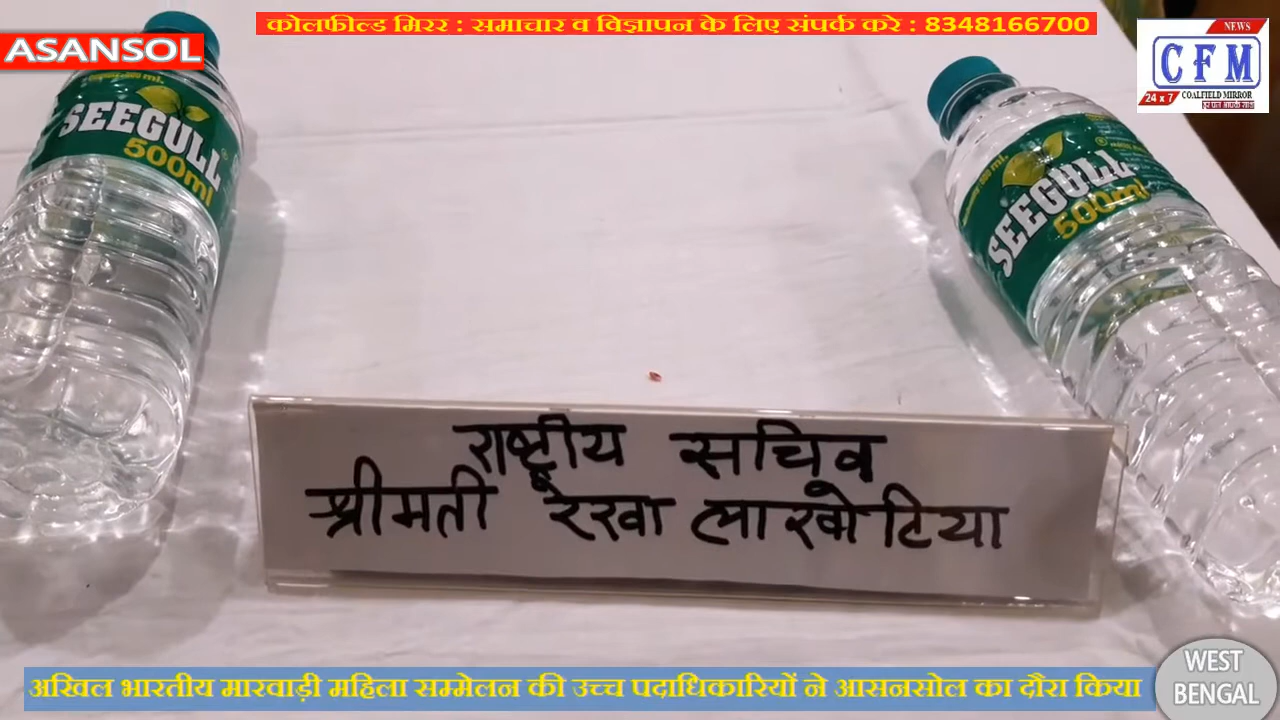 कोलफील्ड मिरर : समाचार व विज्ञापन के लिए संपर्क करे : 8348166700
ASANSOL
NEWS
CFM
24 x 7
COALFIELD MIRROR
SEEGULL
500ml
SEEGULL
500ml
राष्ट्रीय सचिव
श्रीमती रेखा लाखोटिया
अखिल भारतीय मारवाड़ी महिला सम्मेलन की उच्च पदाधिकारियों ने आसनसोल का दौरा किया
WEST
BENGAL